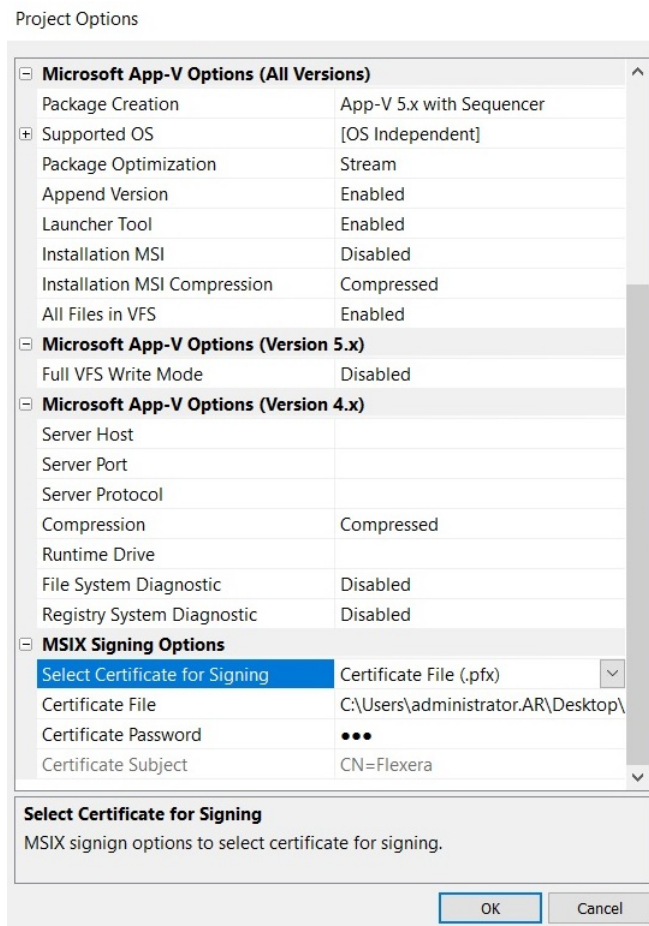 Project Options
Microsoft App-V Options (All Versions)
Package Creation App-V 5.x with Sequencer
Supported OS [OS Independent]
Package Optimization Stream
Append Version Enabled
Launcher Tool Enabled
Installation MSI Disabled
Installation MSI Compression Compressed
All Files in VFS Enabled
Microsoft App-V Options (Version 5.x)
Full VFS Write Mode Disabled
Microsoft App-V Options (Version 4.x)
Server Host
Server Port
Server Protocol
Compression Compressed
Runtime Drive
File System Diagnostic Disabled
Registry System Diagnostic Disabled
MSIX Signing Options
Select Certificate for Signing Certificate File (.pfx)
Certificate File C:\Users\administrator.AR\Desktop\
Certificate Password ●●●
Certificate Subject CN=Flexera
Select Certificate for Signing
MSIX signign options to select certificate for signing.
OK Cancel